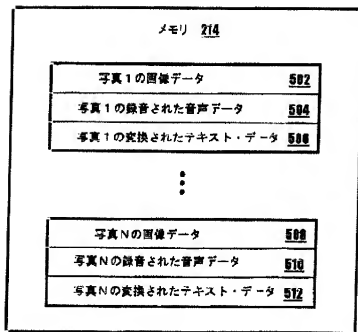 メモリ 214
写真1の画像データ 502
写真1の録音された音声データ 504
写真1の変換されたテキスト・データ 506
写真Nの画像データ 508
写真Nの録音された音声データ 510
写真Nの変換されたテキスト・データ 512